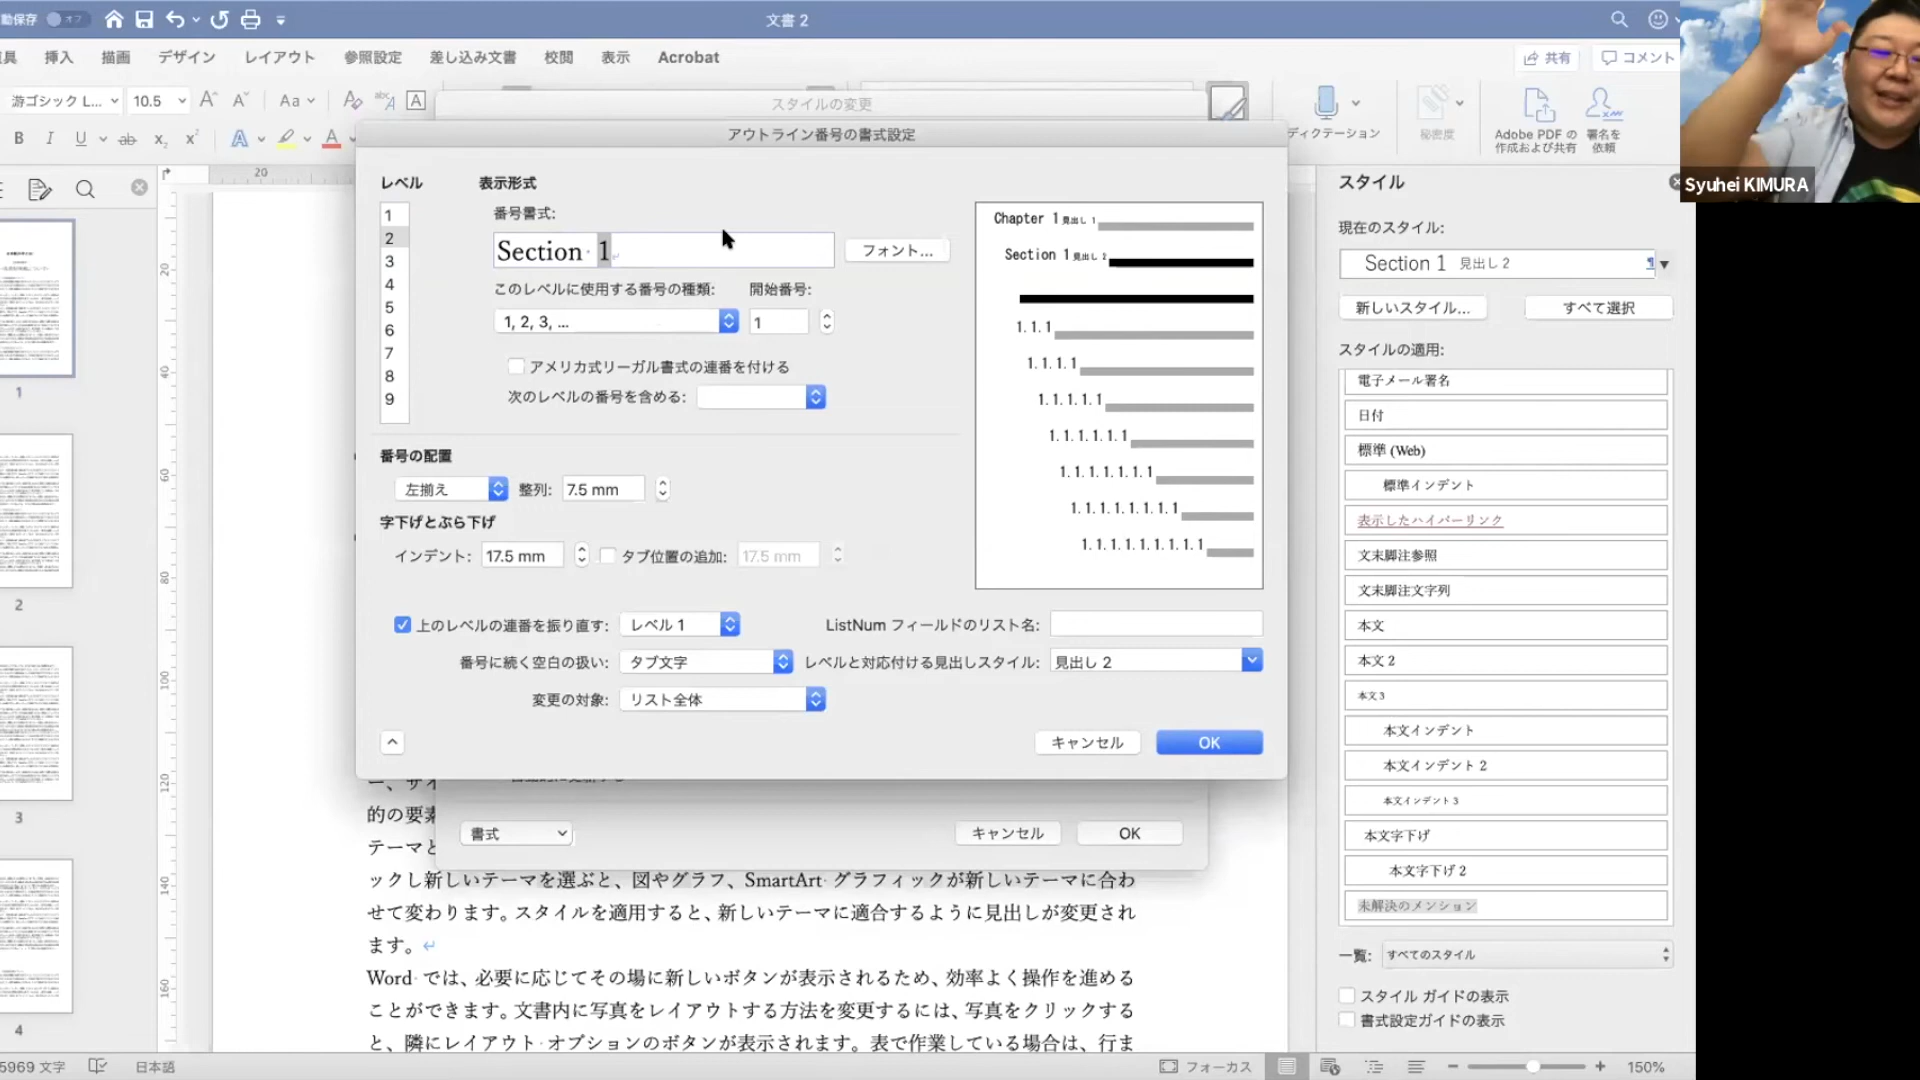 動保存 オフ
文書 2
挿入 描画 デザイン レイアウト 参照設定 差し込み文書 校閲 表示 Acrobat
共有 コメント
游ゴシック L... 10.5
スタイルの変更
ディクテーション
秘密度
Adobe PDF の
作成および共有
署名を
依頼
アウトライン番号の書式設定
Syuhei KIMURA
レベル
1
2
3
4
5
6
7
8
9
表示形式
番号書式:
Section 1
フォント...
このレベルに使用する番号の種類: 開始番号:
1, 2, 3, ...
1
アメリカ式リーガル書式の連番を付ける
次のレベルの番号を含める:
Chapter 1 見出し 1
Section 1 見出し 2
1.1.1
1.1.1.1
1.1.1.1.1
1.1.1.1.1.1
1.1.1.1.1.1.1
1.1.1.1.1.1.1.1
1.1.1.1.1.1.1.1.1
番号の配置
左揃え 整列: 7.5 mm
字下げとぶら下げ
インデント: 17.5 mm タブ位置の追加: 17.5 mm
上のレベルの連番を振り直す: レベル 1
ListNum フィールドのリスト名:
番号に続く空白の扱い: タブ文字
レベルと対応付ける見出しスタイル: 見出し 2
変更の対象: リスト全体
キャンセル OK
書式
キャンセル OK
的の要素
テーマと
ックし新しいテーマを選ぶと、図やグラフ、SmartArt グラフィックが新しいテーマに合わ
せて変わります。スタイルを適用すると、新しいテーマに適合するように見出しが変更され
ます。
Word では、必要に応じてその場に新しいボタンが表示されるため、効率よく操作を進める
ことができます。文書内に写真をレイアウトする方法を変更するには、写真をクリックする
と、隣にレイアウト オプションのボタンが表示されます。表で作業している場合は、行ま
スタイル
現在のスタイル:
Section 1 見出し 2
新しいスタイル... すべて選択
スタイルの適用:
電子メール署名
日付
標準 (Web)
標準インデント
表示したハイパーリンク
文末脚注参照
文末脚注文字列
本文
本文 2
本文 3
本文インデント
本文インデント 2
本文インデント 3
本文字下げ
本文字下げ 2
未解決のメンション
一覧: すべてのスタイル
スタイル ガイドの表示
書式設定ガイドの表示
20
20
40
60
80
100
120
140
160
1
2
3
4
5969 文字 日本語
フォーカス
150%